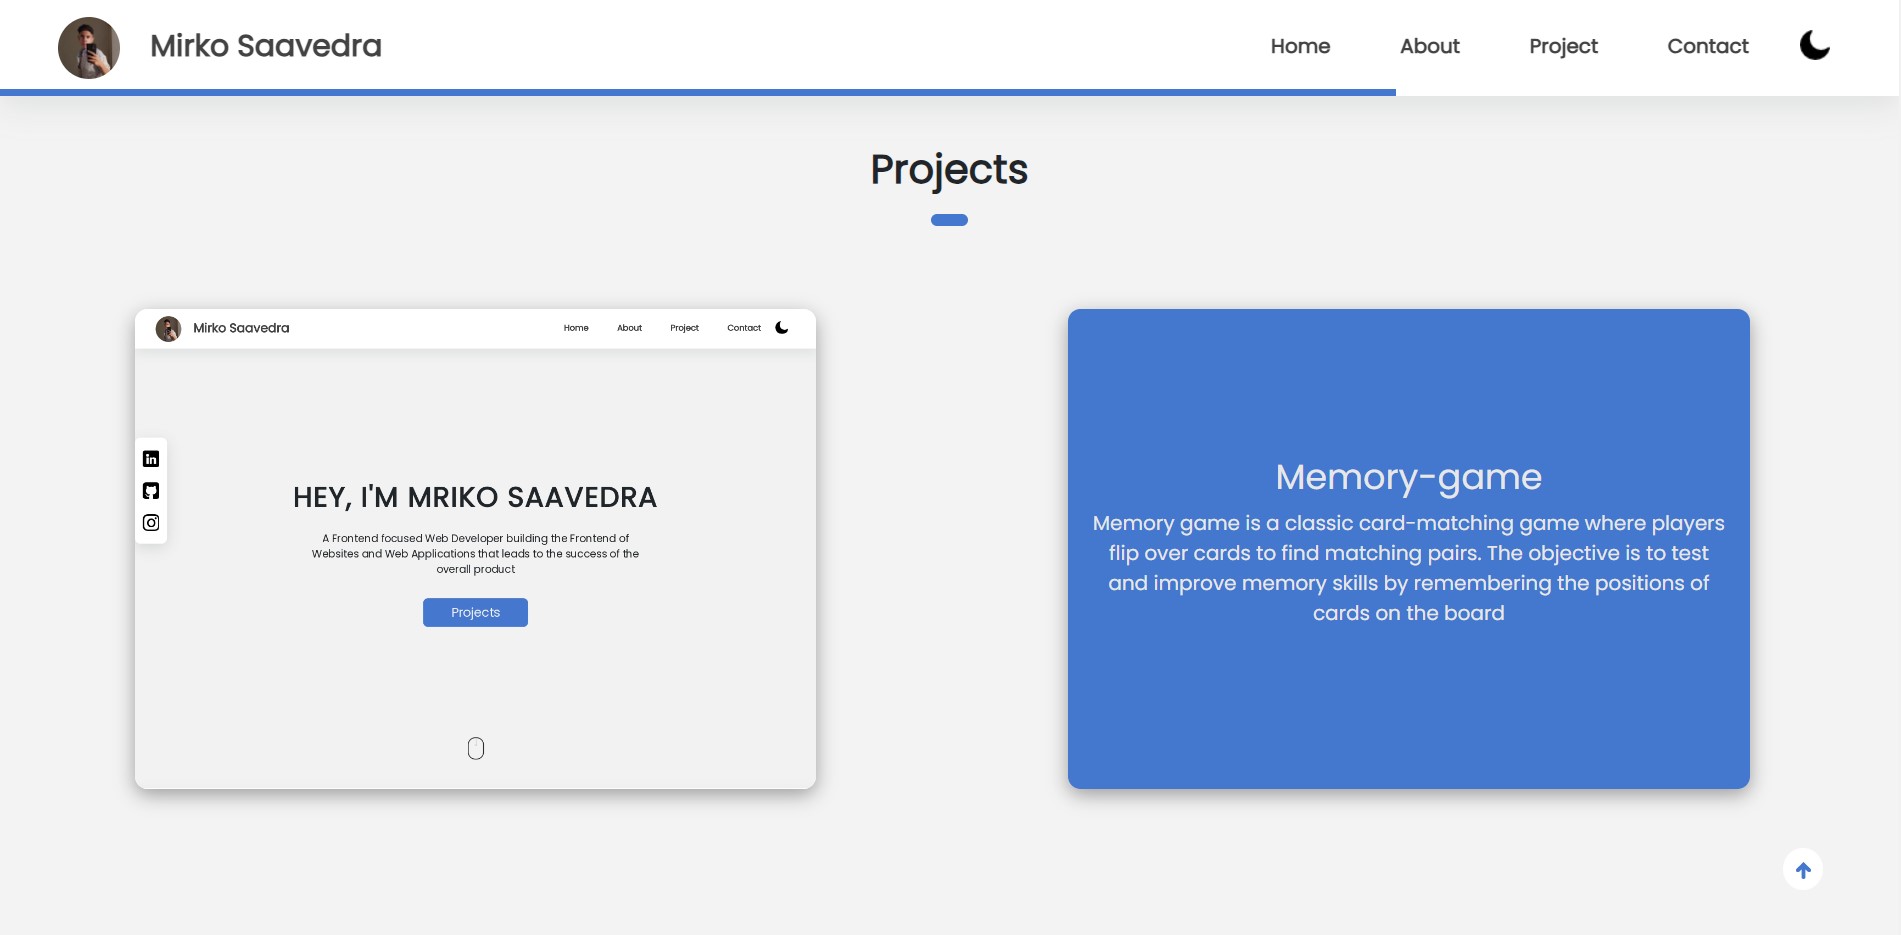 Mirko Saavedra
Home About Project Contact
Projects
Mirko Saavedra
Home About Project Contact
HEY, I'M MRIKO SAAVEDRA
A Frontend focused Web Developer building the Frontend of
Websites and Web Applications that leads to the success of the
overall product
Projects
Memory-game
Memory game is a classic card-matching game where players
flip over cards to find matching pairs. The objective is to test
and improve memory skills by remembering the positions of
cards on the board